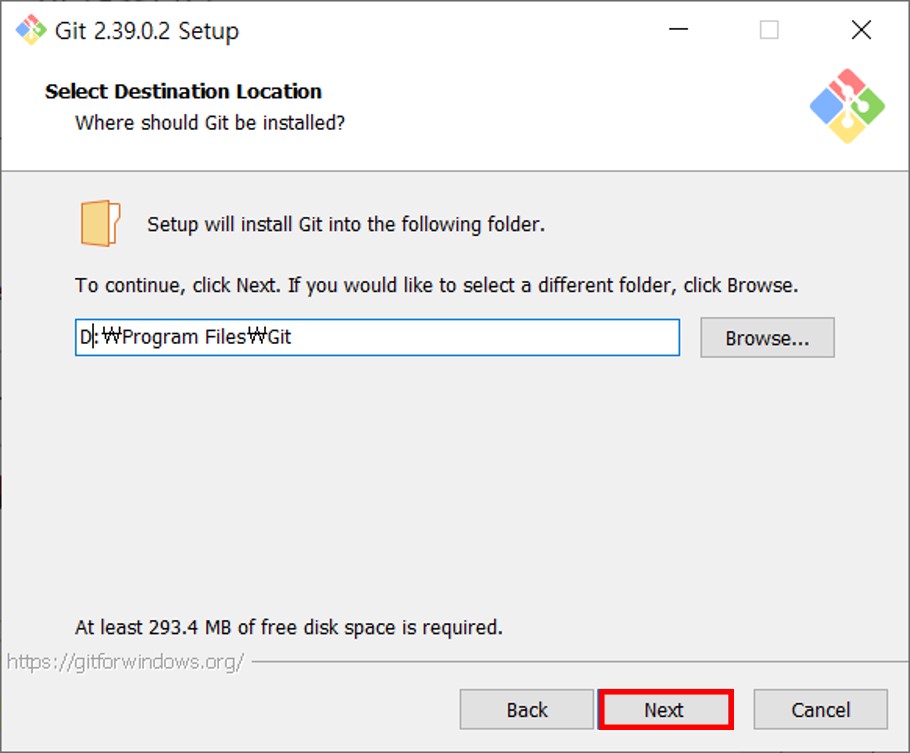 Git 2.39.0.2 Setup
Select Destination Location
Where should Git be installed?
Setup will install Git into the following folder.
To continue, click Next. If you would like to select a different folder, click Browse.
D:₩Program Files₩Git
Browse...
At least 293.4 MB of free disk space is required.
https://gitforwindows.org/
Back
Next
Cancel